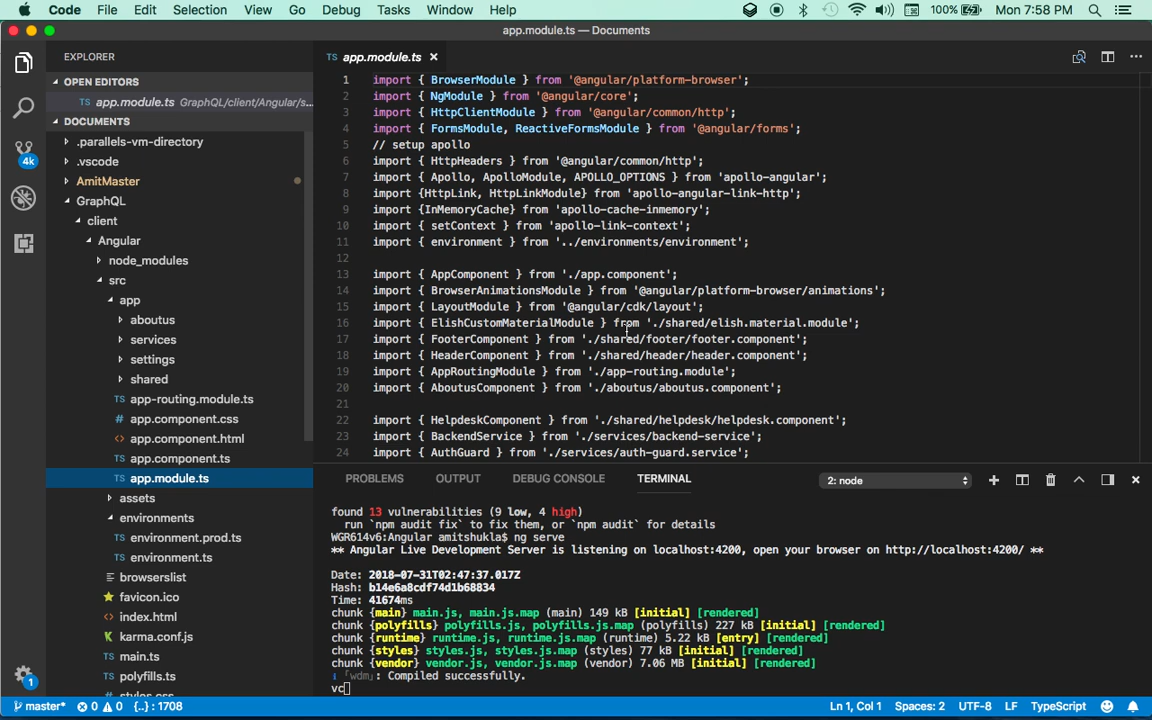 Code File Edit Selection View Go Debug Tasks Window Help 100% Mon 7:58 PM
app.module.ts — Documents
EXPLORER
OPEN EDITORS
TS app.module.ts GraphQL/client/Angular/s...
DOCUMENTS
.parallels-vm-directory
.vscode
4k
AmitMaster
GraphQL
client
Angular
node_modules
src
app
aboutus
services
settings
shared
TS app-routing.module.ts
# app.component.css
<> app.component.html
TS app.component.ts
TS app.module.ts
assets
environments
TS environment.prod.ts
TS environment.ts
browserslist
favicon.ico
<> index.html
karma.conf.js
TS main.ts
TS polyfills.ts
styles.css
1
TS app.module.ts ×
1 import { BrowserModule } from '@angular/platform-browser';
2 import { NgModule } from '@angular/core';
3 import { HttpClientModule } from '@angular/common/http';
4 import { FormsModule, ReactiveFormsModule } from '@angular/forms';
5 // setup apollo
6 import { HttpHeaders } from '@angular/common/http';
7 import { Apollo, ApolloModule, APOLLO_OPTIONS } from 'apollo-angular';
8 import {HttpLink, HttpLinkModule} from 'apollo-angular-link-http';
9 import {InMemoryCache} from 'apollo-cache-inmemory';
10 import { setContext } from 'apollo-link-context';
11 import { environment } from '../environments/environment';
12
13 import { AppComponent } from './app.component';
14 import { BrowserAnimationsModule } from '@angular/platform-browser/animations';
15 import { LayoutModule } from '@angular/cdk/layout';
16 import { ElishCustomMaterialModule } from './shared/elish.material.module';
17 import { FooterComponent } from './shared/footer/footer.component';
18 import { HeaderComponent } from './shared/header/header.component';
19 import { AppRoutingModule } from './app-routing.module';
20 import { AboutusComponent } from './aboutus/aboutus.component';
21
22 import { HelpdeskComponent } from './shared/helpdesk/helpdesk.component';
23 import { BackendService } from './services/backend-service';
24 import { AuthGuard } from './services/auth-guard.service';
PROBLEMS OUTPUT DEBUG CONSOLE TERMINAL 2: node
found 13 vulnerabilities (9 low, 4 high)
run `npm audit fix` to fix them, or `npm audit` for details
WGR614v6:Angular amitshukla$ ng serve
** Angular Live Development Server is listening on localhost:4200, open your browser on http://localhost:4200/ **
Date: 2018-07-31T02:47:37.017Z
Hash: b14e6a8cdf74d1b68834
Time: 41674ms
chunk {main} main.js, main.js.map (main) 149 kB [initial] [rendered]
chunk {polyfills} polyfills.js, polyfills.js.map (polyfills) 227 kB [initial] [rendered]
chunk {runtime} runtime.js, runtime.js.map (runtime) 5.22 kB [entry] [rendered]
chunk {styles} styles.js, styles.js.map (styles) 77 kB [initial] [rendered]
chunk {vendor} vendor.js, vendor.js.map (vendor) 7.06 MB [initial] [rendered]
ℹ 「wdm」: Compiled successfully.
vc
master* 0 0 {..} : 1708 Ln 1, Col 1 Spaces: 2 UTF-8 LF TypeScript